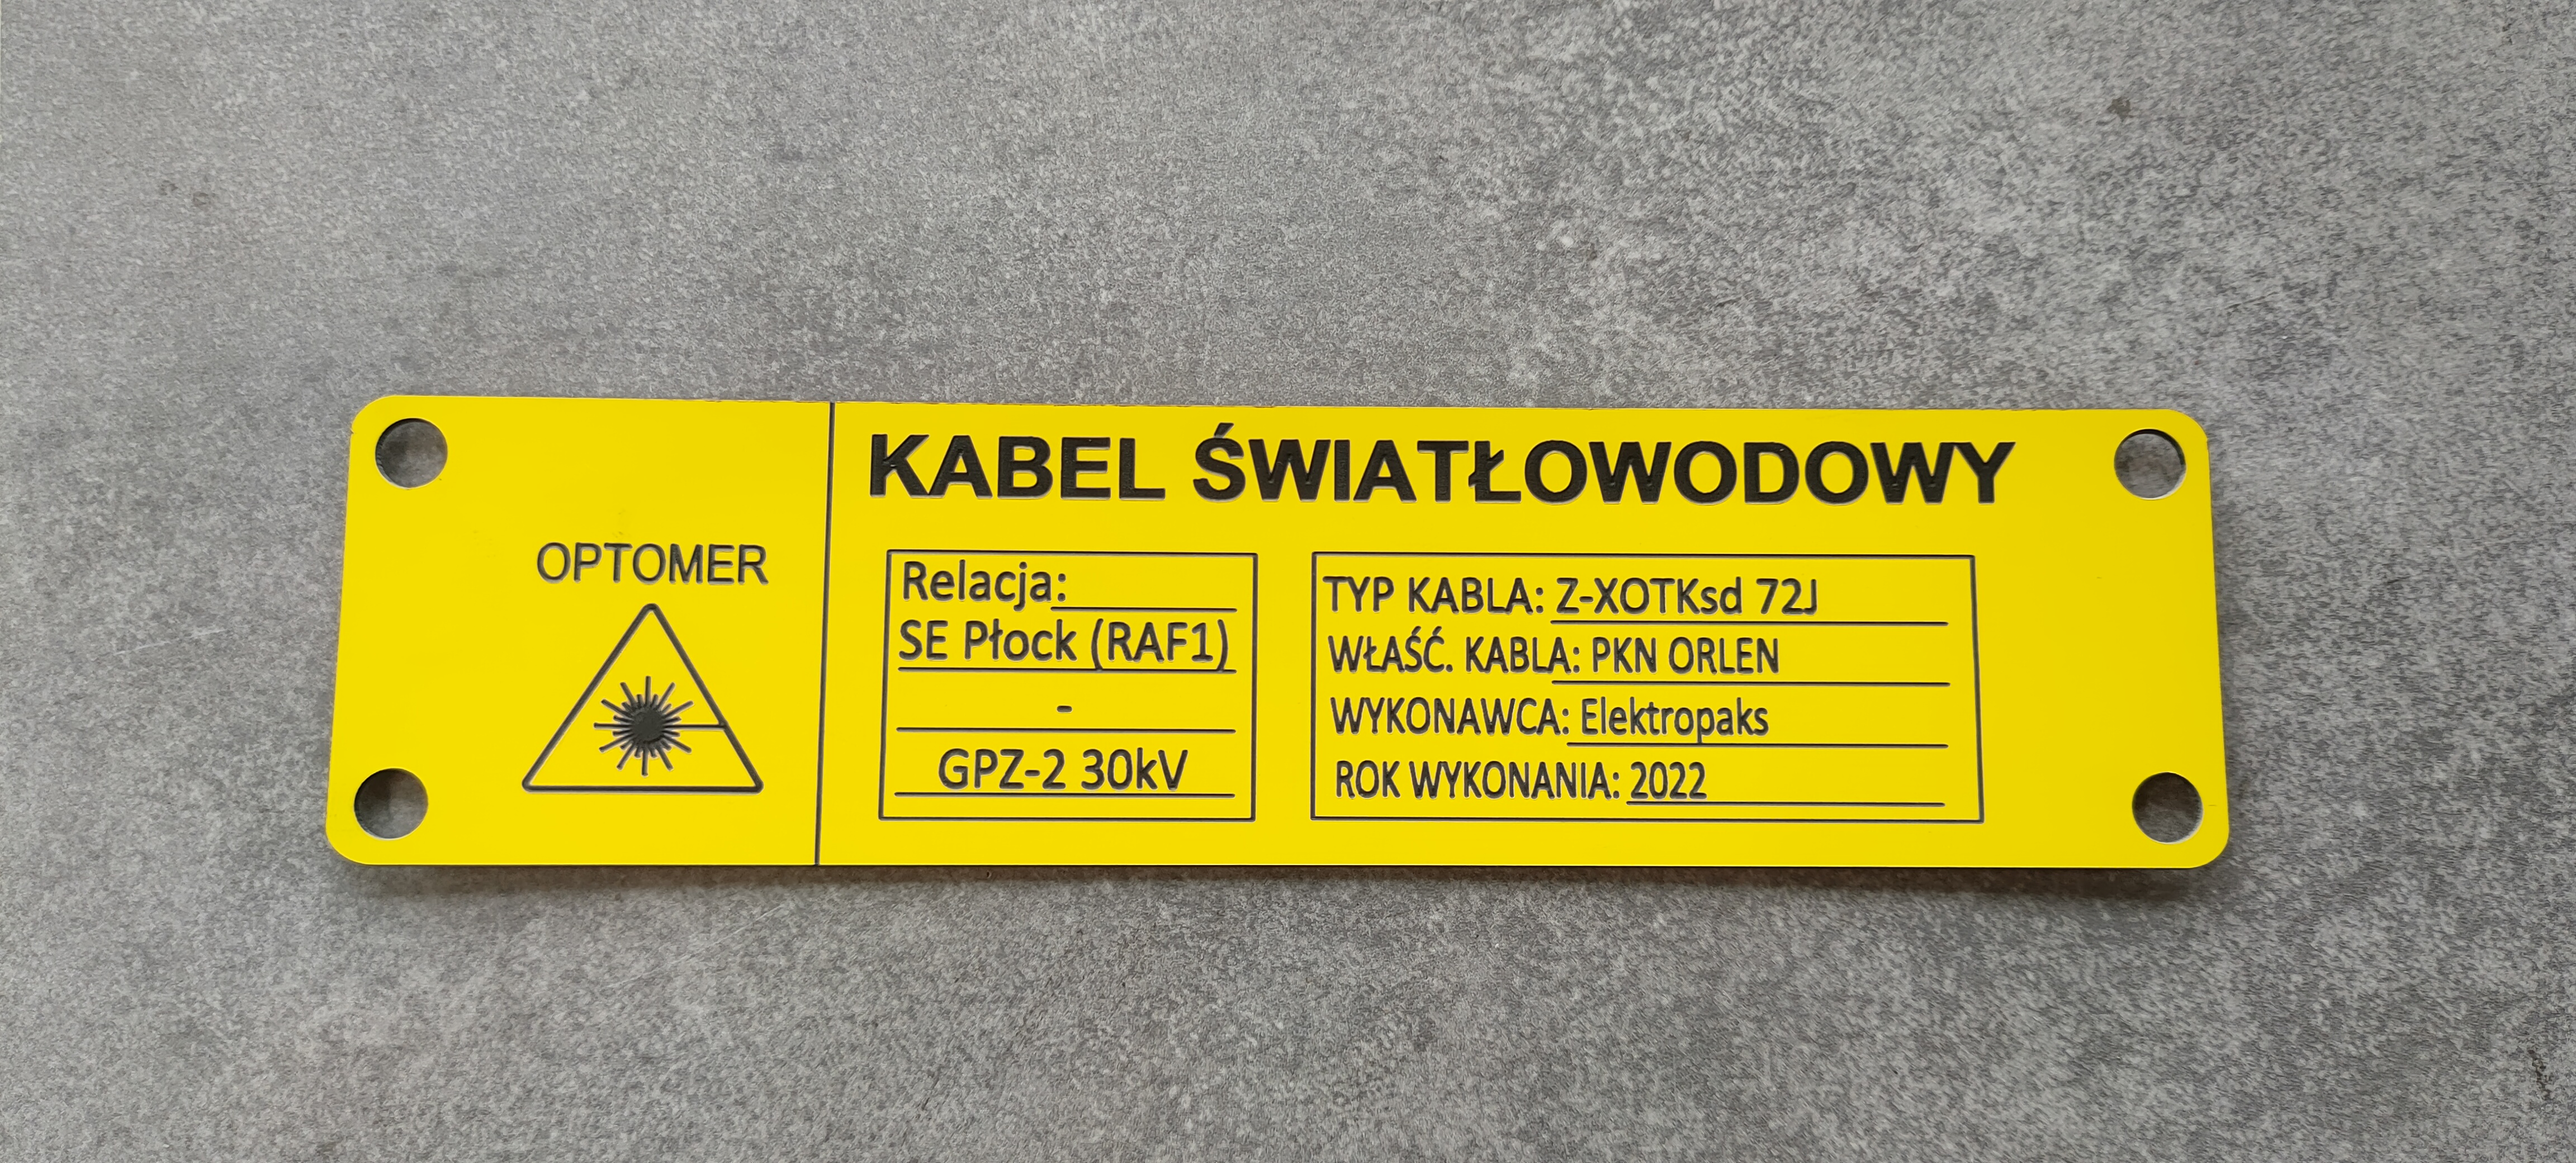 OPTOMER
KABEL ŚWIATŁOWODOWY
Relacja:
SE Płock (RAF1)
-
GPZ-2 30kV
TYP KABLA: Z-XOTKsd 72J
WŁAŚĆ. KABLA: PKN ORLEN
WYKONAWCA: Elektropaks
ROK WYKONANIA: 2022